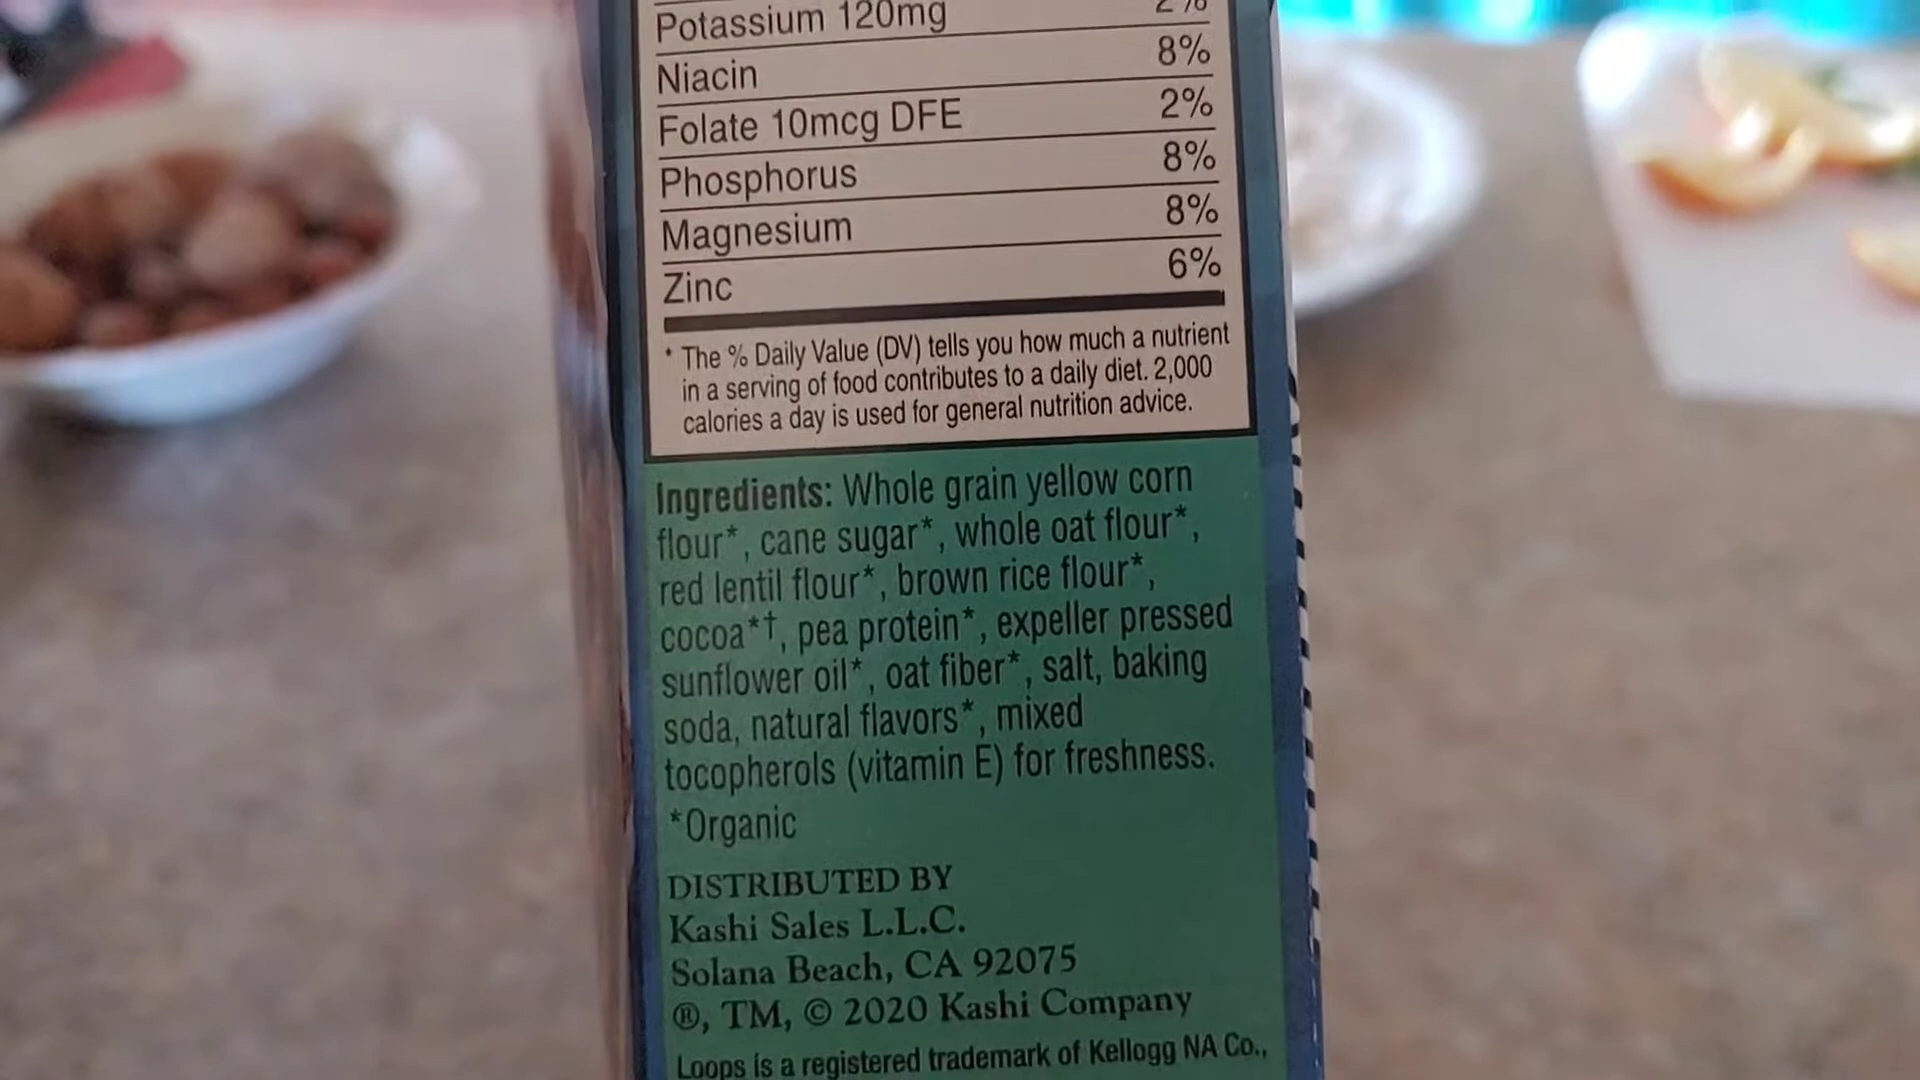 Potassium 120mg 2%
Niacin 8%
Folate 10mcg DFE 2%
Phosphorus 8%
Magnesium 8%
Zinc 6%
* The % Daily Value (DV) tells you how much a nutrient
in a serving of food contributes to a daily diet. 2,000
calories a day is used for general nutrition advice.
Ingredients: Whole grain yellow corn
flour*, cane sugar*, whole oat flour*,
red lentil flour*, brown rice flour*,
cocoa*†, pea protein*, expeller pressed
sunflower oil*, oat fiber*, salt, baking
soda, natural flavors*, mixed
tocopherols (vitamin E) for freshness.
*Organic
DISTRIBUTED BY
Kashi Sales L.L.C.
Solana Beach, CA 92075
®, TM, © 2020 Kashi Company
Loops is a registered trademark of Kellogg NA Co.,